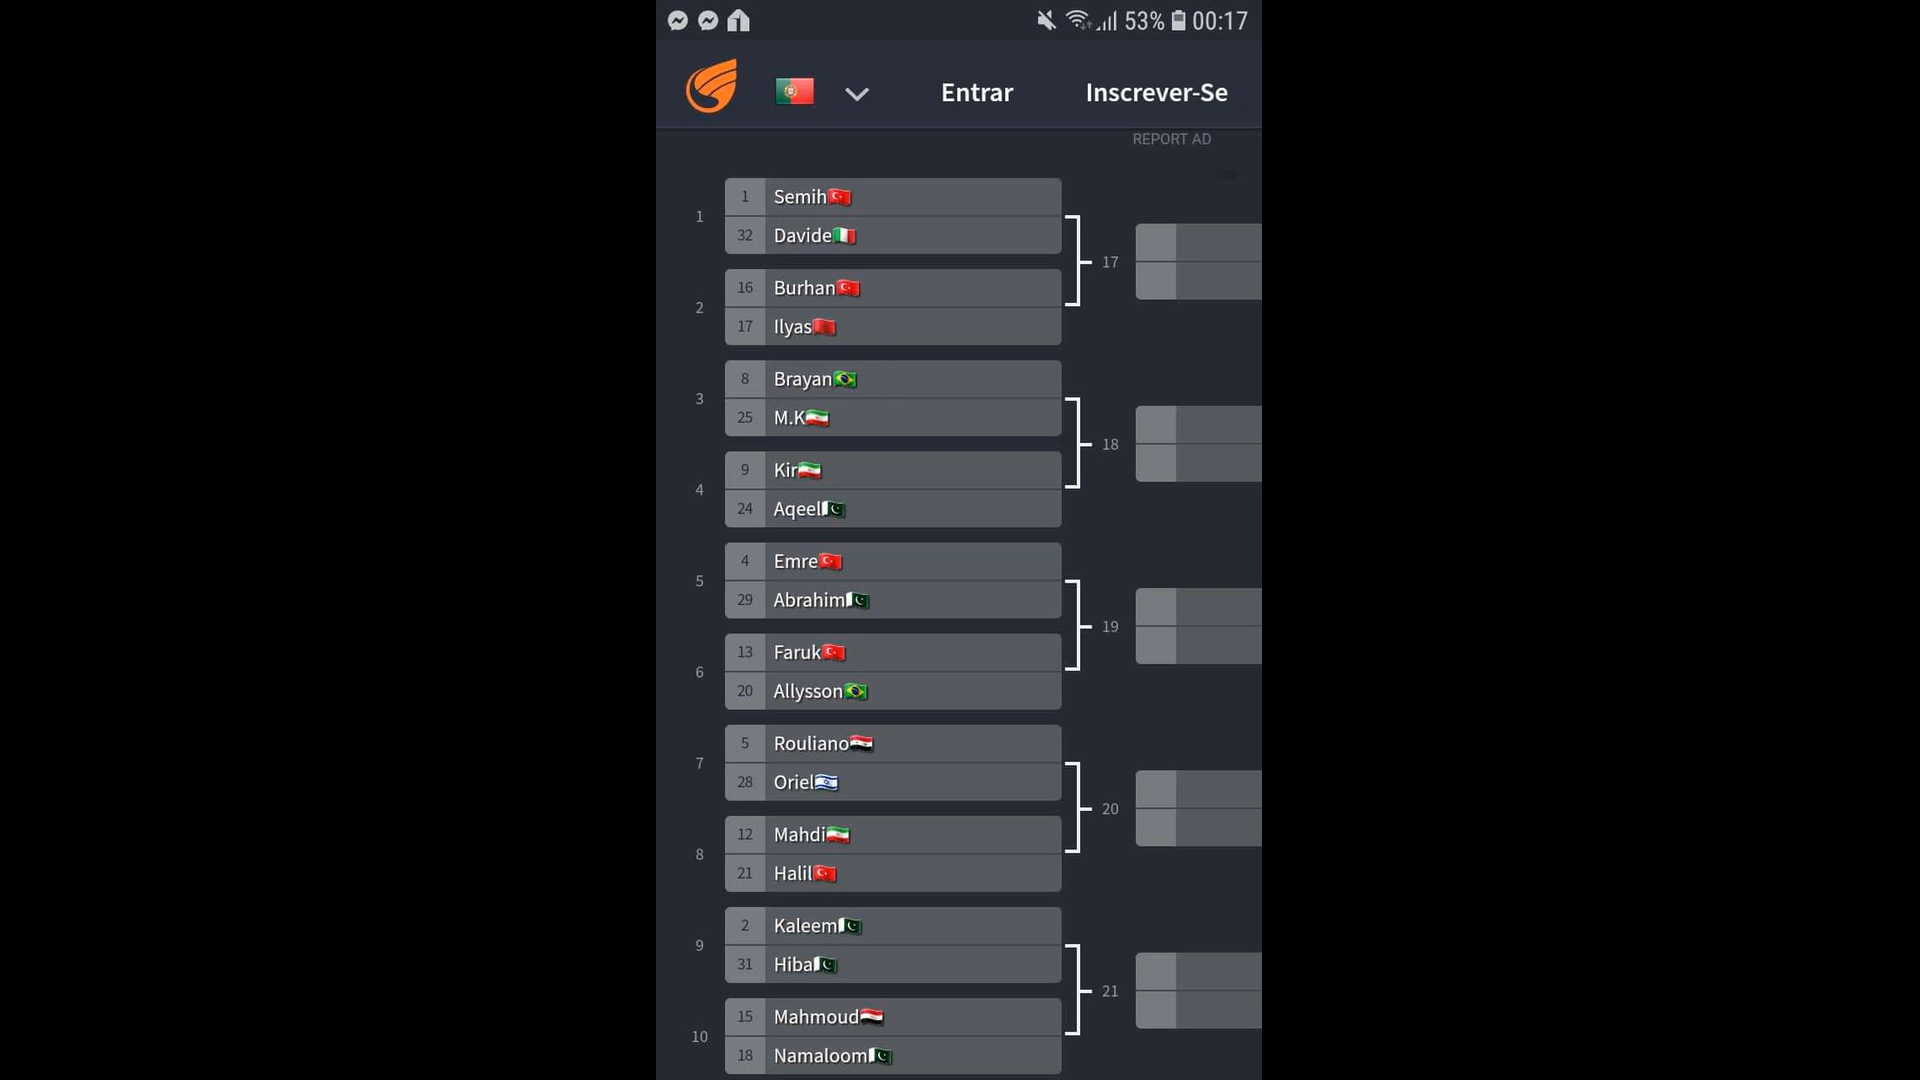 53% 00:17
Entrar Inscrever-Se
REPORT AD
1 Semih
1
32 Davide
17
16 Burhan
2
17 Ilyas
8 Brayan
3
25 M.K
18
9 Kir
4
24 Aqeel
4 Emre
5
29 Abrahim
19
13 Faruk
6
20 Allysson
5 Rouliano
7
28 Oriel
20
12 Mahdi
8
21 Halil
2 Kaleem
9
31 Hiba
21
15 Mahmoud
10
18 Namaloom